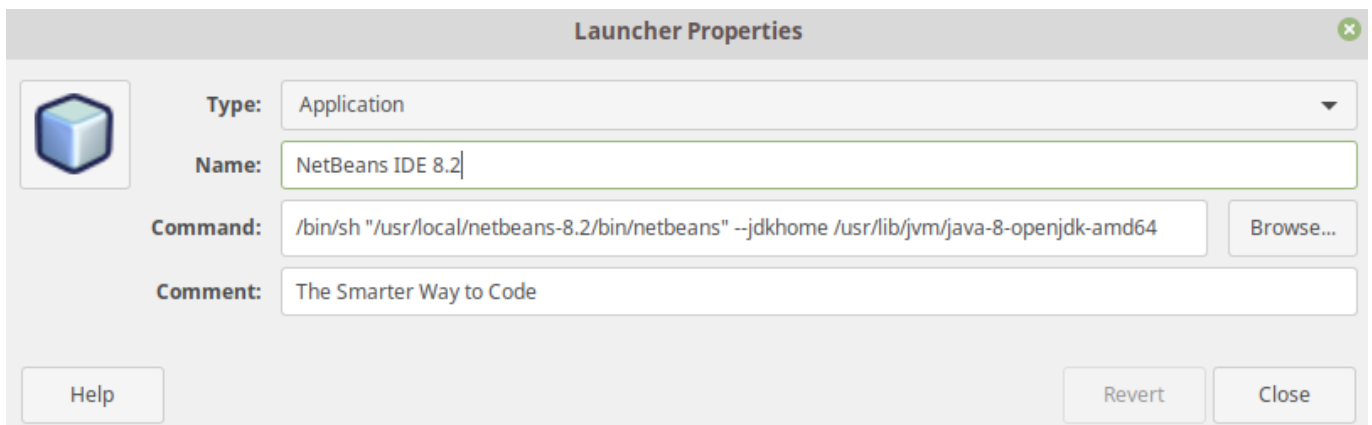 Launcher Properties
Type: Application
Name: NetBeans IDE 8.2
Command: /bin/sh "/usr/local/netbeans-8.2/bin/netbeans" --jdkhome /usr/lib/jvm/java-8-openjdk-amd64 Browse...
Comment: The Smarter Way to Code
Help Revert Close